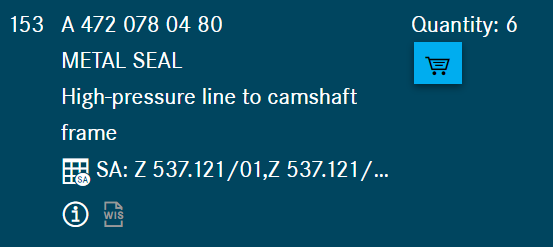 153 A 472 078 04 80 Quantity: 6
METAL SEAL
High-pressure line to camshaft
frame
SA SA: Z 537.121/01,Z 537.121/...
i WIS